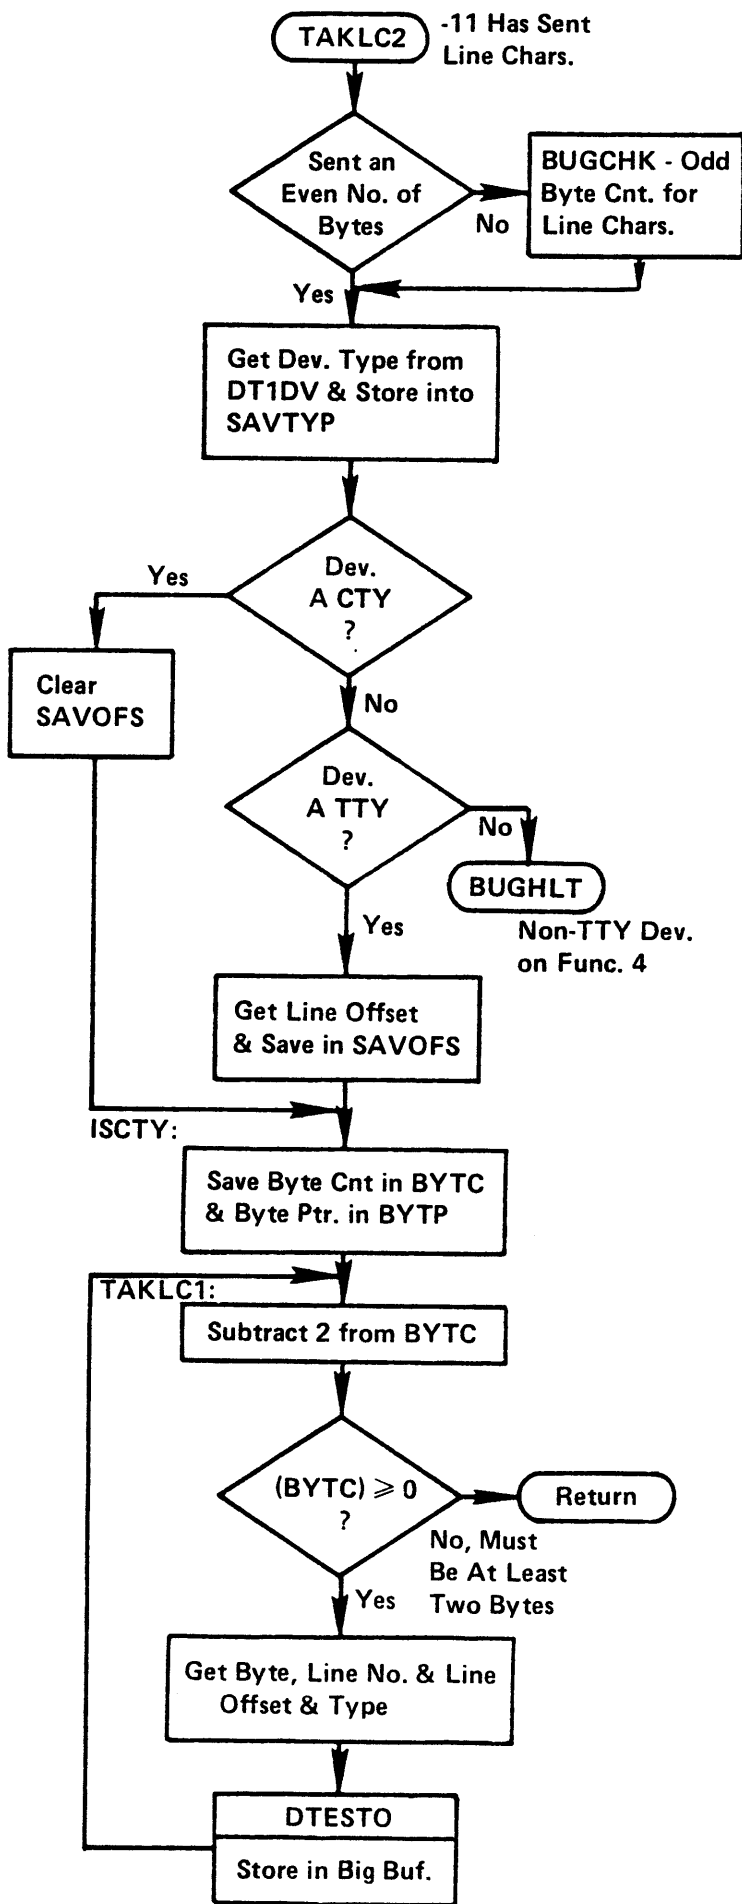 TAKLC2
-11 Has Sent
Line Chars.
Sent an
Even No. of
Bytes
No
BUGCHK - Odd
Byte Cnt. for
Line Chars.
Yes
Get Dev. Type from
DT1DV & Store into
SAVTYP
Dev.
A CTY
?
Yes
Clear
SAVOFS
No
Dev.
A TTY
?
No
BUGHLT
Non-TTY Dev.
on Func. 4
Yes
Get Line Offset
& Save in SAVOFS
ISCTY:
Save Byte Cnt in BYTC
& Byte Ptr. in BYTP
TAKLC1:
Subtract 2 from BYTC
(BYTC) ⩾ 0
?
Return
No, Must
Be At Least
Two Bytes
Yes
Get Byte, Line No. & Line
Offset & Type
DTESTO
Store in Big Buf.